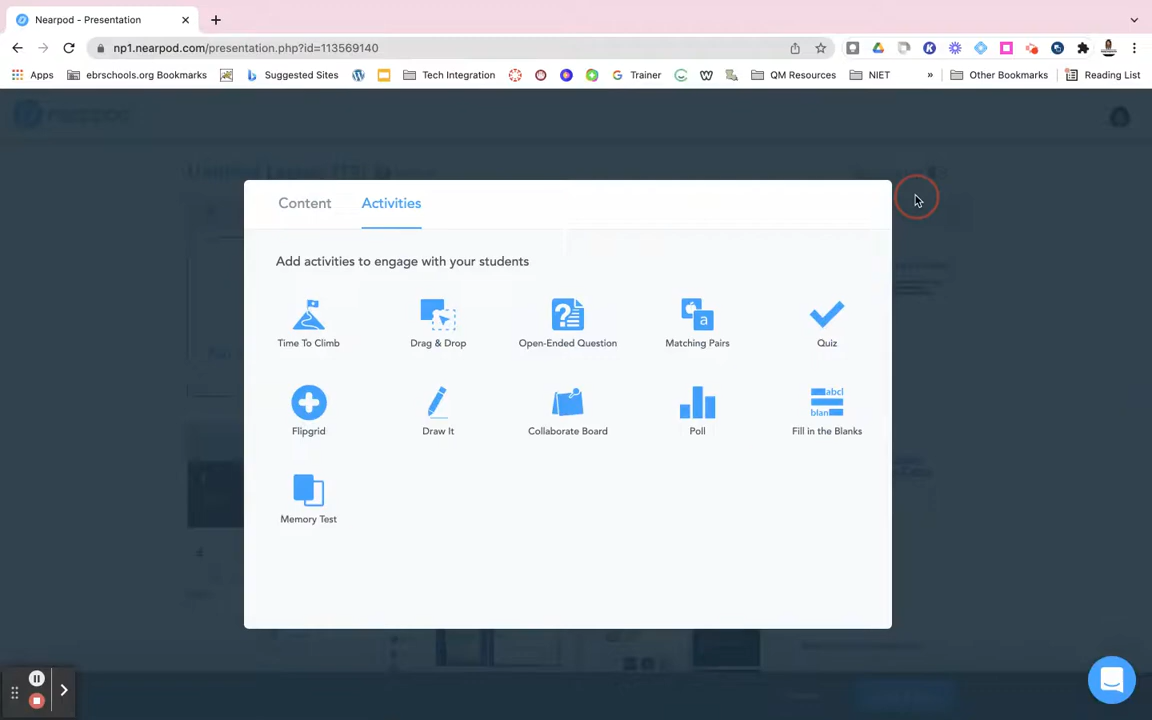 Nearpod - Presentation
np1.nearpod.com/presentation.php?id=113569140
Apps ebrschools.org Bookmarks Suggested Sites Tech Integration Trainer QM Resources NIET » Other Bookmarks Reading List
nearpod
Content Activities
Add activities to engage with your students
Time To Climb Drag & Drop Open-Ended Question Matching Pairs Quiz
Flipgrid Draw It Collaborate Board Poll Fill in the Blanks
Memory Test